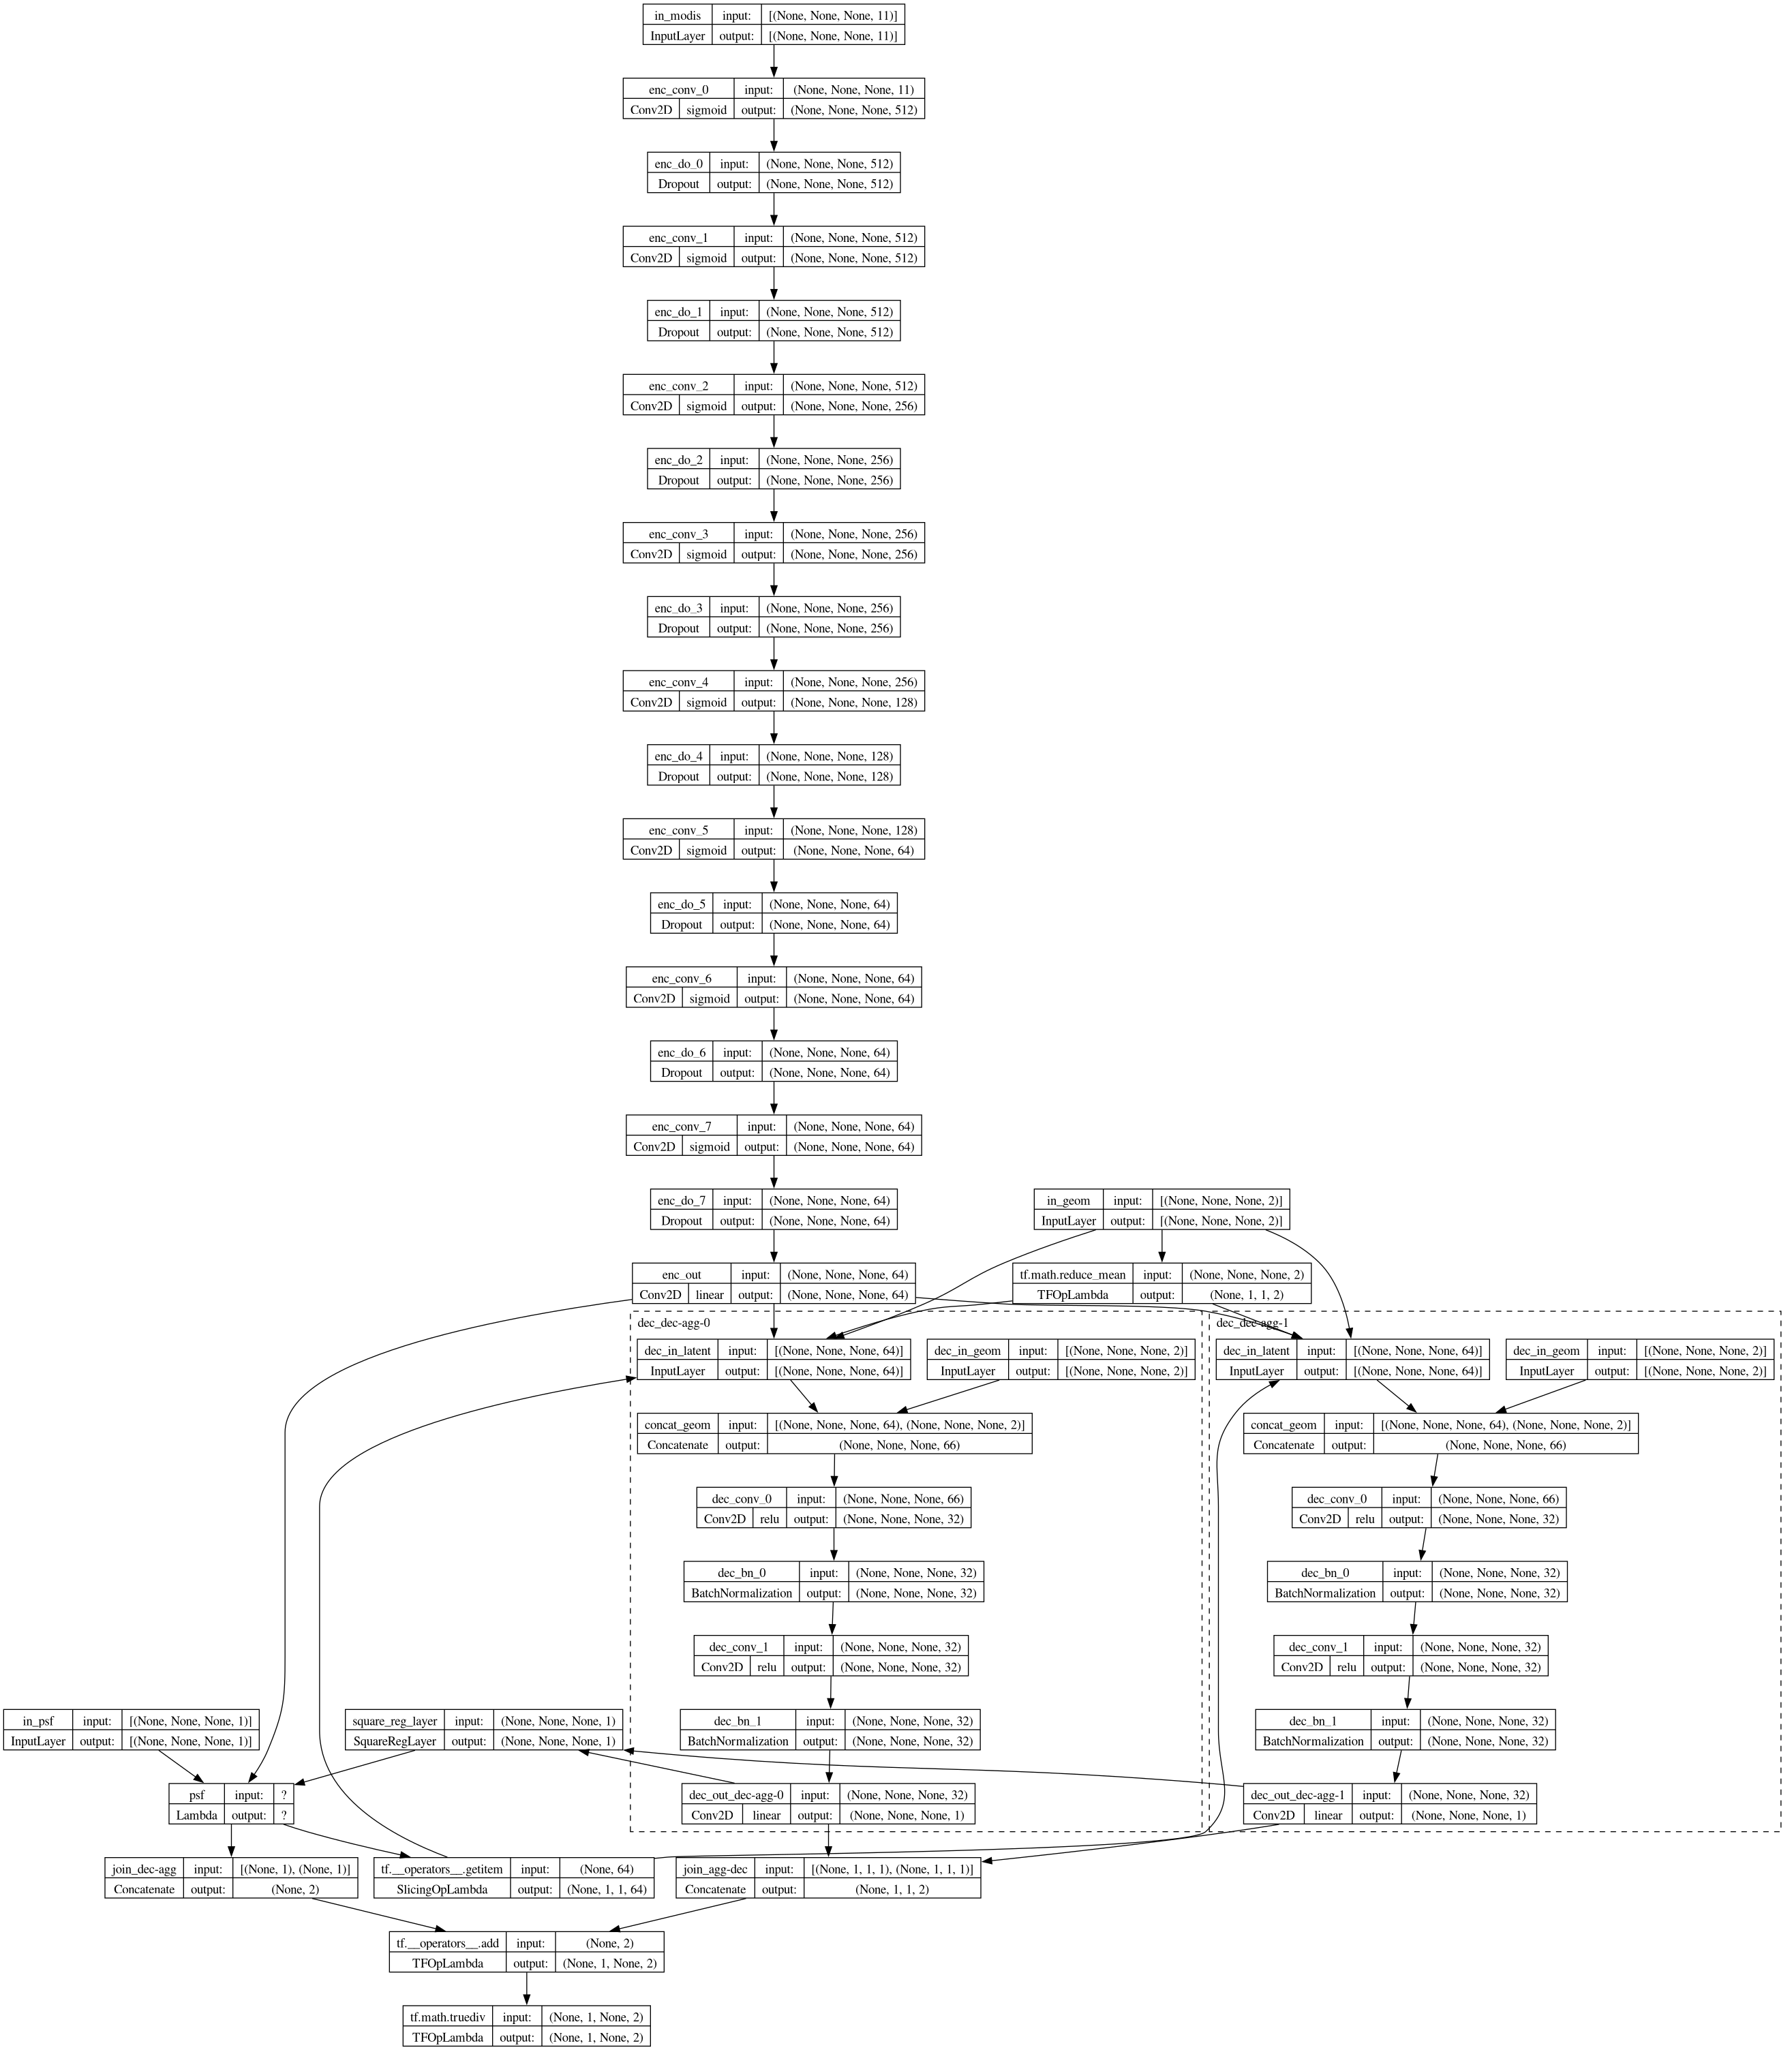 in_modis input: [(None, None, None, 11)]
InputLayer output: [(None, None, None, 11)]
enc_conv_0 input: (None, None, None, 11)
Conv2D sigmoid output: (None, None, None, 512)
enc_do_0 input: (None, None, None, 512)
Dropout output: (None, None, None, 512)
enc_conv_1 input: (None, None, None, 512)
Conv2D sigmoid output: (None, None, None, 512)
enc_do_1 input: (None, None, None, 512)
Dropout output: (None, None, None, 512)
enc_conv_2 input: (None, None, None, 512)
Conv2D sigmoid output: (None, None, None, 256)
enc_do_2 input: (None, None, None, 256)
Dropout output: (None, None, None, 256)
enc_conv_3 input: (None, None, None, 256)
Conv2D sigmoid output: (None, None, None, 256)
enc_do_3 input: (None, None, None, 256)
Dropout output: (None, None, None, 256)
enc_conv_4 input: (None, None, None, 256)
Conv2D sigmoid output: (None, None, None, 128)
enc_do_4 input: (None, None, None, 128)
Dropout output: (None, None, None, 128)
enc_conv_5 input: (None, None, None, 128)
Conv2D sigmoid output: (None, None, None, 64)
enc_do_5 input: (None, None, None, 64)
Dropout output: (None, None, None, 64)
enc_conv_6 input: (None, None, None, 64)
Conv2D sigmoid output: (None, None, None, 64)
enc_do_6 input: (None, None, None, 64)
Dropout output: (None, None, None, 64)
enc_conv_7 input: (None, None, None, 64)
Conv2D sigmoid output: (None, None, None, 64)
enc_do_7 input: (None, None, None, 64)
Dropout output: (None, None, None, 64)
in_geom input: [(None, None, None, 2)]
InputLayer output: [(None, None, None, 2)]
enc_out input: (None, None, None, 64)
Conv2D linear output: (None, None, None, 64)
tf.math.reduce_mean input: (None, None, None, 2)
TFOpLambda output: (None, 1, 1, 2)
dec_dec-agg-0
dec_in_latent input: [(None, None, None, 64)]
InputLayer output: [(None, None, None, 64)]
dec_in_geom input: [(None, None, None, 2)]
InputLayer output: [(None, None, None, 2)]
concat_geom input: [(None, None, None, 64), (None, None, None, 2)]
Concatenate output: (None, None, None, 66)
dec_conv_0 input: (None, None, None, 66)
Conv2D relu output: (None, None, None, 32)
dec_bn_0 input: (None, None, None, 32)
BatchNormalization output: (None, None, None, 32)
dec_conv_1 input: (None, None, None, 32)
Conv2D relu output: (None, None, None, 32)
dec_bn_1 input: (None, None, None, 32)
BatchNormalization output: (None, None, None, 32)
dec_out_dec-agg-0 input: (None, None, None, 32)
Conv2D linear output: (None, None, None, 1)
dec_dec-agg-1
dec_in_latent input: [(None, None, None, 64)]
InputLayer output: [(None, None, None, 64)]
dec_in_geom input: [(None, None, None, 2)]
InputLayer output: [(None, None, None, 2)]
concat_geom input: [(None, None, None, 64), (None, None, None, 2)]
Concatenate output: (None, None, None, 66)
dec_conv_0 input: (None, None, None, 66)
Conv2D relu output: (None, None, None, 32)
dec_bn_0 input: (None, None, None, 32)
BatchNormalization output: (None, None, None, 32)
dec_conv_1 input: (None, None, None, 32)
Conv2D relu output: (None, None, None, 32)
dec_bn_1 input: (None, None, None, 32)
BatchNormalization output: (None, None, None, 32)
dec_out_dec-agg-1 input: (None, None, None, 32)
Conv2D linear output: (None, None, None, 1)
in_psf input: [(None, None, None, 1)]
InputLayer output: [(None, None, None, 1)]
square_reg_layer input: (None, None, None, 1)
SquareRegLayer output: (None, None, None, 1)
psf input: ?
Lambda output: ?
join_dec-agg input: [(None, 1), (None, 1)]
Concatenate output: (None, 2)
tf.__operators__.getitem input: (None, 64)
SlicingOpLambda output: (None, 1, 1, 64)
join_agg-dec input: [(None, 1, 1, 1), (None, 1, 1, 1)]
Concatenate output: (None, 1, 1, 2)
tf.__operators__.add input: (None, 2)
TFOpLambda output: (None, 1, None, 2)
tf.math.truediv input: (None, 1, None, 2)
TFOpLambda output: (None, 1, None, 2)